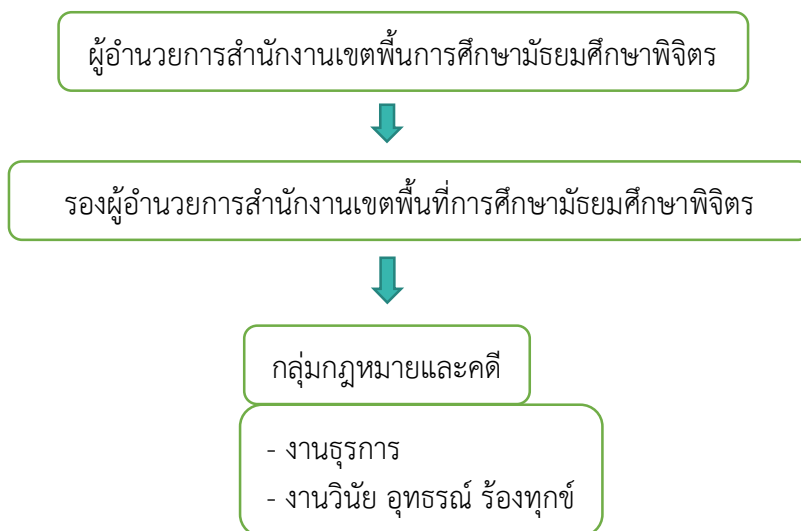 ผู้อำนวยการสำนักงานเขตพี้นการศึกษามัธยมศึกษาพิจิตร
รองผู้อำนวยการสำนักงานเขตพื้นที่การศึกษามัธยมศึกษาพิจิตร
กลุ่มกฎหมายและคดี
- งานธุรการ
- งานวินัย อุทธรณ์ ร้องทุกข์